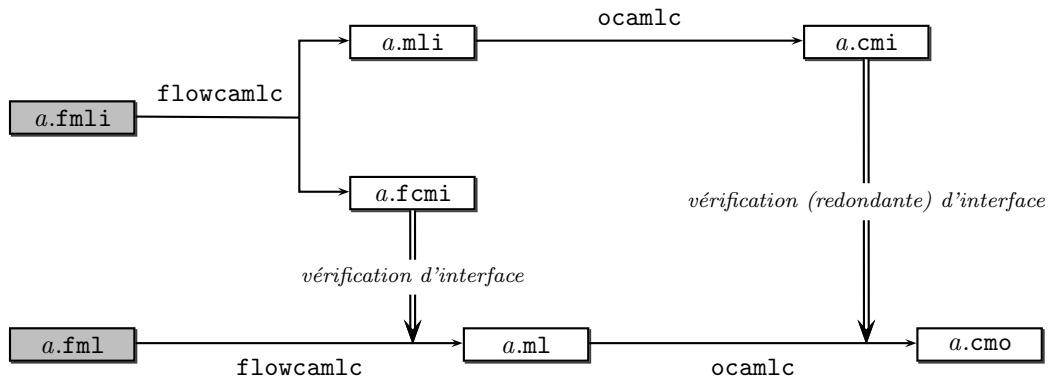 ocamlc
a.mli
a.cmi
flowcamlc
a.fmli
a.fcmi
vérification (redondante) d'interface
vérification d'interface
a.fml
a.ml
a.cmo
flowcamlc
ocamlc